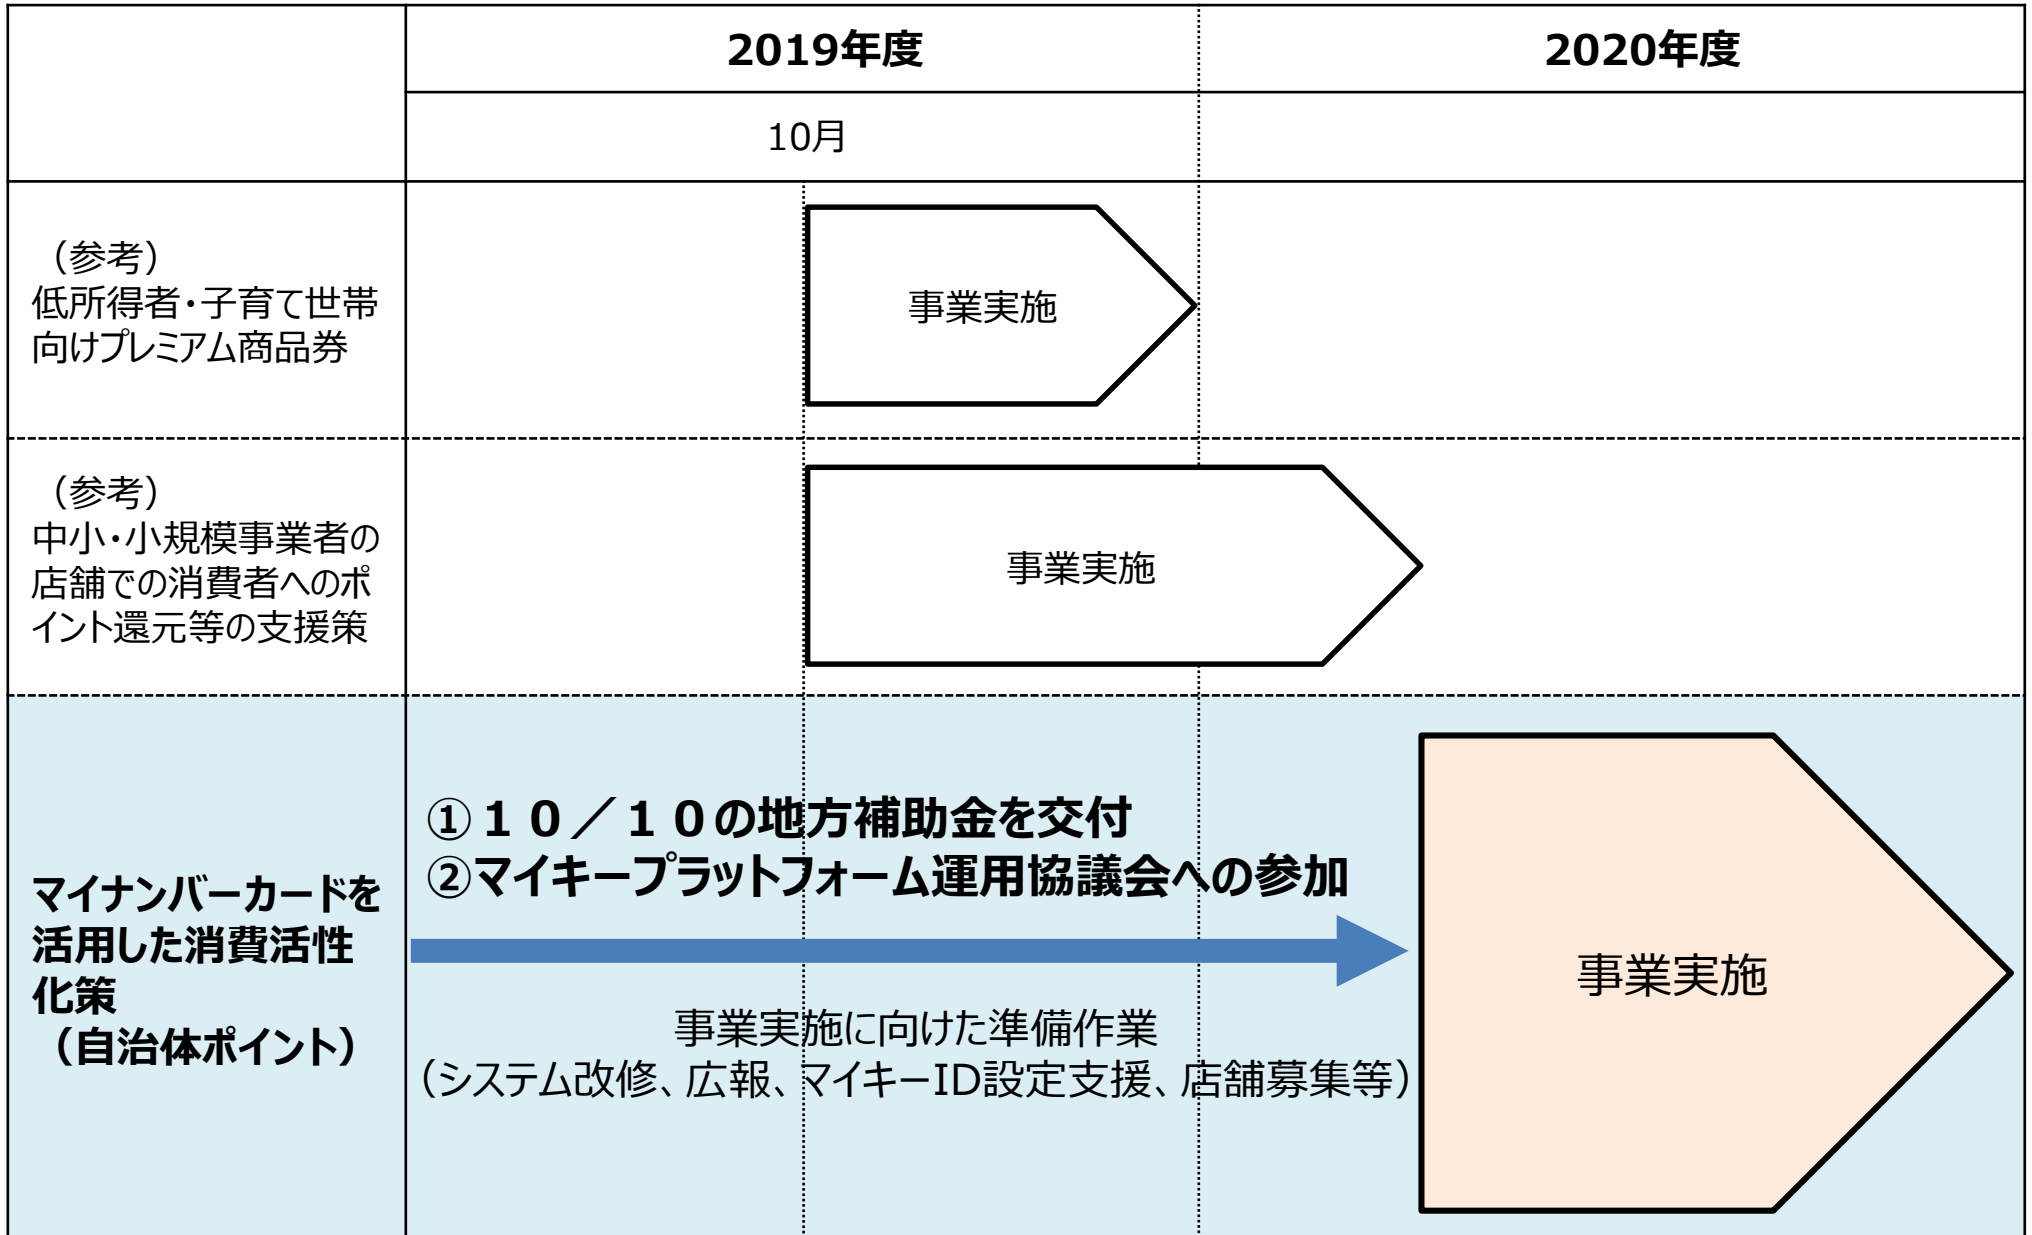 2019年度
2020年度
10月
（参考）
低所得者・子育て世帯
向けプレミアム商品券
事業実施
（参考）
中小・小規模事業者の
店舗での消費者へのポ
イント還元等の支援策
事業実施
マイナンバーカードを
活用した消費活性
化策
（自治体ポイント）
①１０／１０の地方補助金を交付
②マイキープラットフォーム運用協議会への参加
事業実施に向けた準備作業
（システム改修、広報、マイキーID設定支援、店舗募集等）
事業実施